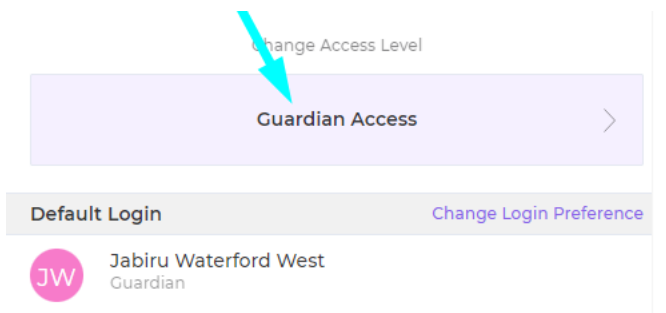 Change Access Level
Guardian Access
Default Login Change Login Preference
JW Jabiru Waterford West
Guardian